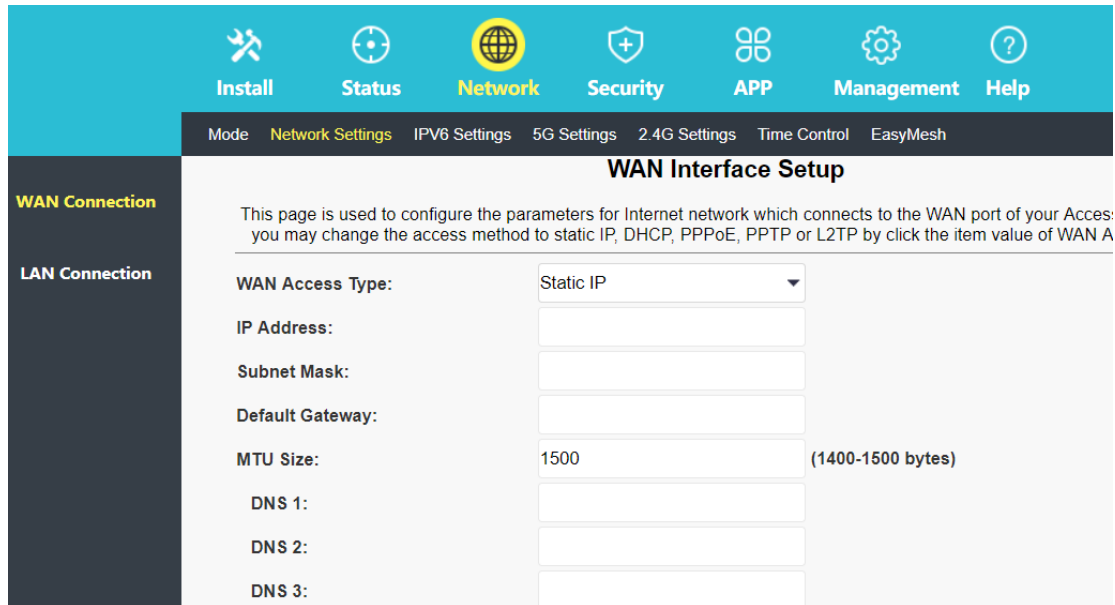 Install Status Network Security APP Management Help
Mode Network Settings IPV6 Settings 5G Settings 2.4G Settings Time Control EasyMesh
WAN Connection
LAN Connection
WAN Interface Setup
This page is used to configure the parameters for Internet network which connects to the WAN port of your Acces
you may change the access method to static IP, DHCP, PPPoE, PPTP or L2TP by click the item value of WAN A
WAN Access Type: Static IP
IP Address:
Subnet Mask:
Default Gateway:
MTU Size: 1500 (1400-1500 bytes)
DNS 1:
DNS 2:
DNS 3: